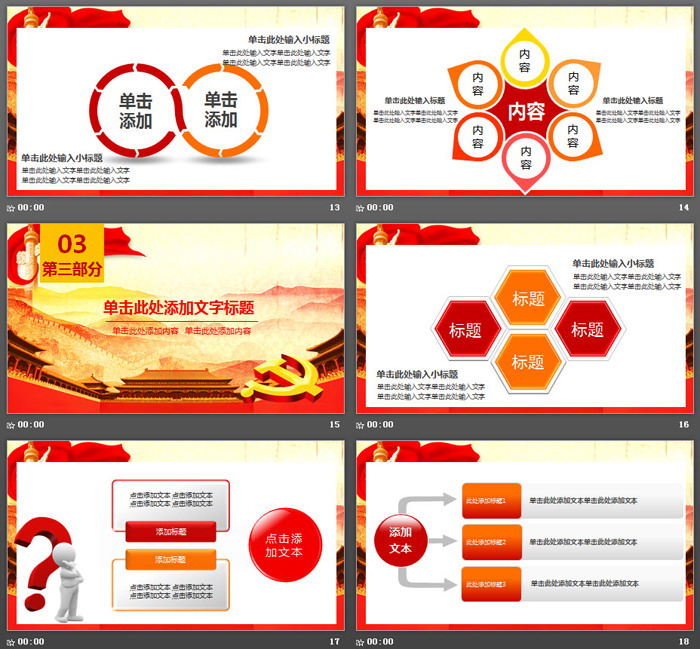 单击此处输入小标题
单击此处输入文字单击此处输入文字
单击此处输入文字单击此处输入文字
单击
添加
单击
添加
单击此处输入小标题
单击此处输入文字单击此处输入文字
单击此处输入文字单击此处输入文字
00:00
13
内
容
内
容
内
容
单击此处输入标题
单击此处输入文字单击此处输入文字
单击此处输入文字单击此处输入文字
内容
单击此处输入标题
单击此处输入文字单击此处输入文字
单击此处输入文字单击此处输入文字
内
容
内
容
内
容
00:00
14
03
第三部分
单击此处添加文字标题
单击此处添加内容 单击此处添加内容
00:00
15
单击此处输入小标题
单击此处输入文字单击此处输入文字
单击此处输入文字单击此处输入文字
标题
标题
标题
标题
单击此处输入小标题
单击此处输入文字单击此处输入文字
单击此处输入文字单击此处输入文字
00:00
16
点击添加文本 点击添加文本
点击添加文本 点击添加文本
添加标题
添加标题
点击添加文本 点击添加文本
点击添加文本 点击添加文本
点击添
加文本
00:00
17
添加
文本
此处添加标题1
单击此处添加文本单击此处添加文本
此处添加标题2
单击此处添加文本单击此处添加文本
此处添加标题3
单击此处添加文本单击此处添加文本
00:00
18